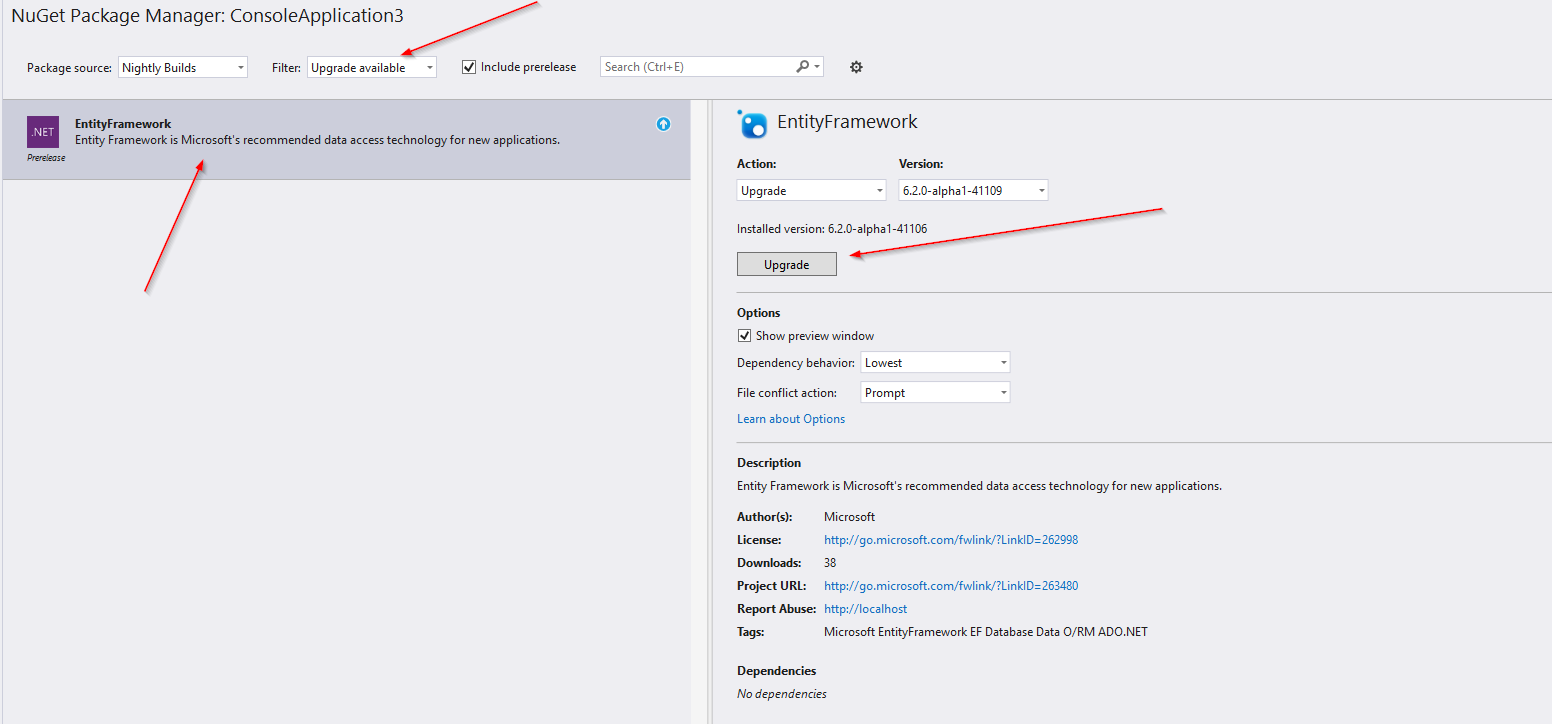 NuGet Package Manager: ConsoleApplication3
Package source: Nightly Builds Filter: Upgrade available Include prerelease Search (Ctrl+E)
.NET
Prerelease
EntityFramework
Entity Framework is Microsoft's recommended data access technology for new applications.
EntityFramework
Action: Version:
Upgrade 6.2.0-alpha1-41109
Installed version: 6.2.0-alpha1-41106
Upgrade
Options
Show preview window
Dependency behavior: Lowest
File conflict action: Prompt
Learn about Options
Description
Entity Framework is Microsoft's recommended data access technology for new applications.
Author(s): Microsoft
License: http://go.microsoft.com/fwlink/?LinkID=262998
Downloads: 38
Project URL: http://go.microsoft.com/fwlink/?LinkID=263480
Report Abuse: http://localhost
Tags: Microsoft EntityFramework EF Database Data O/RM ADO.NET
Dependencies
No dependencies